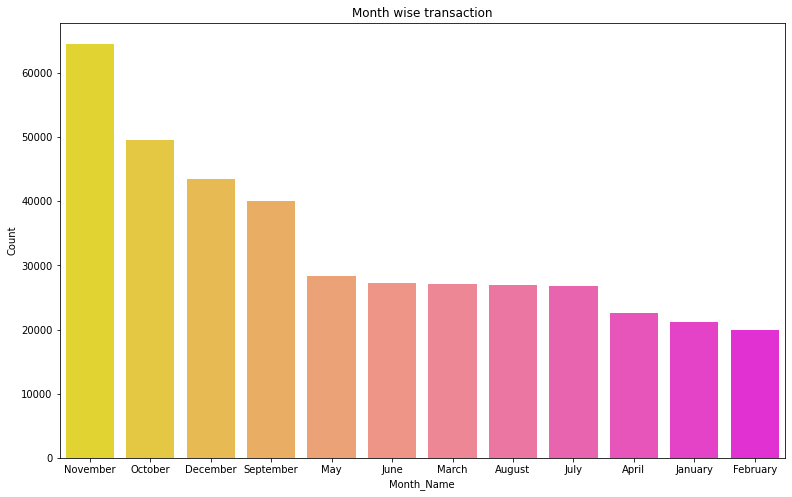 Month wise transaction
60000
50000
40000
30000
20000
10000
0
Count
November October December September May June March August July April January February
Month_Name